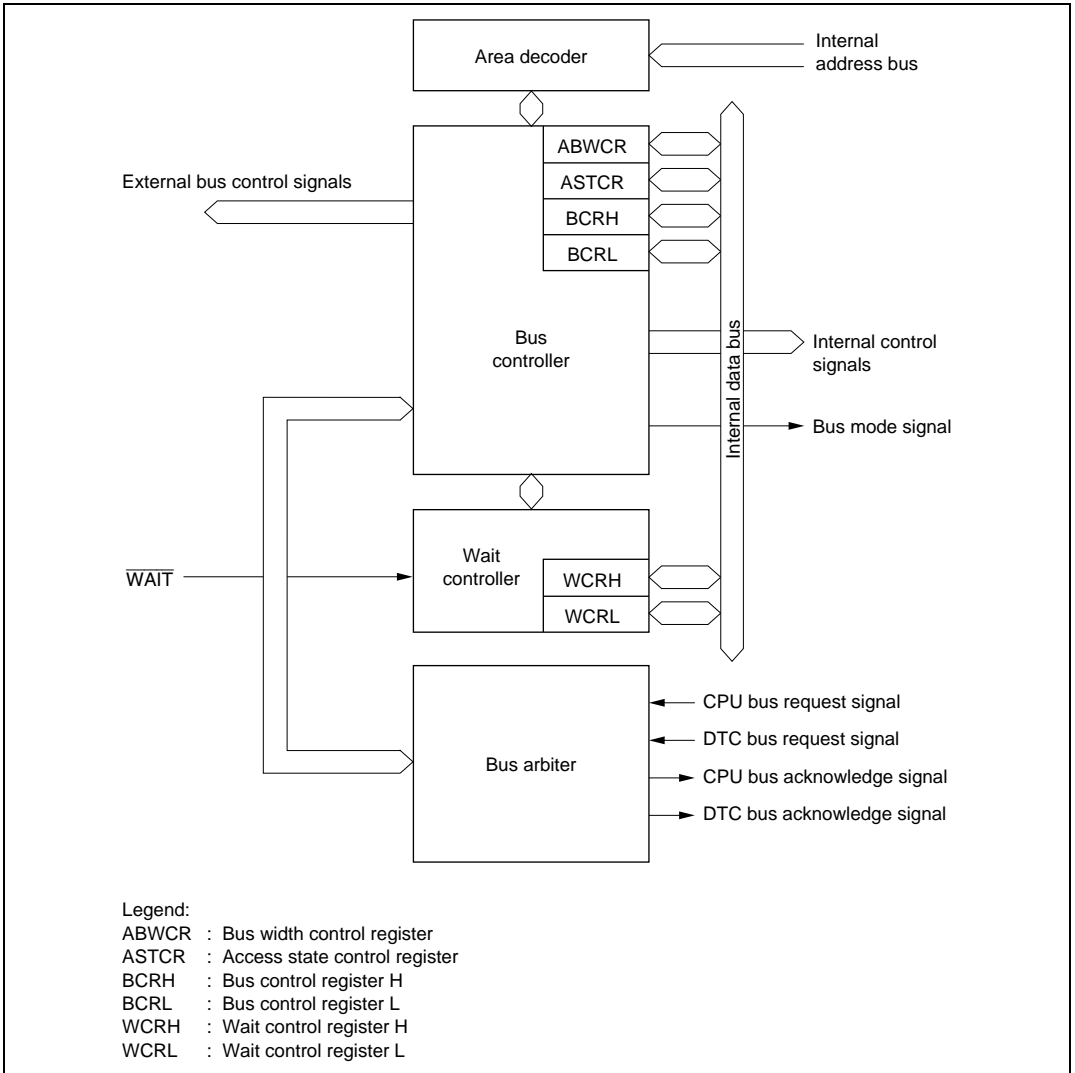 Area decoder
Internal
address bus
ABWCR
ASTCR
BCRH
BCRL
External bus control signals
Bus
controller
Internal data bus
Internal control
signals
Bus mode signal
Wait
controller
WCRH
WCRL
WAIT
Bus arbiter
CPU bus request signal
DTC bus request signal
CPU bus acknowledge signal
DTC bus acknowledge signal
Legend:
ABWCR : Bus width control register
ASTCR : Access state control register
BCRH : Bus control register H
BCRL : Bus control register L
WCRH : Wait control register H
WCRL : Wait control register L